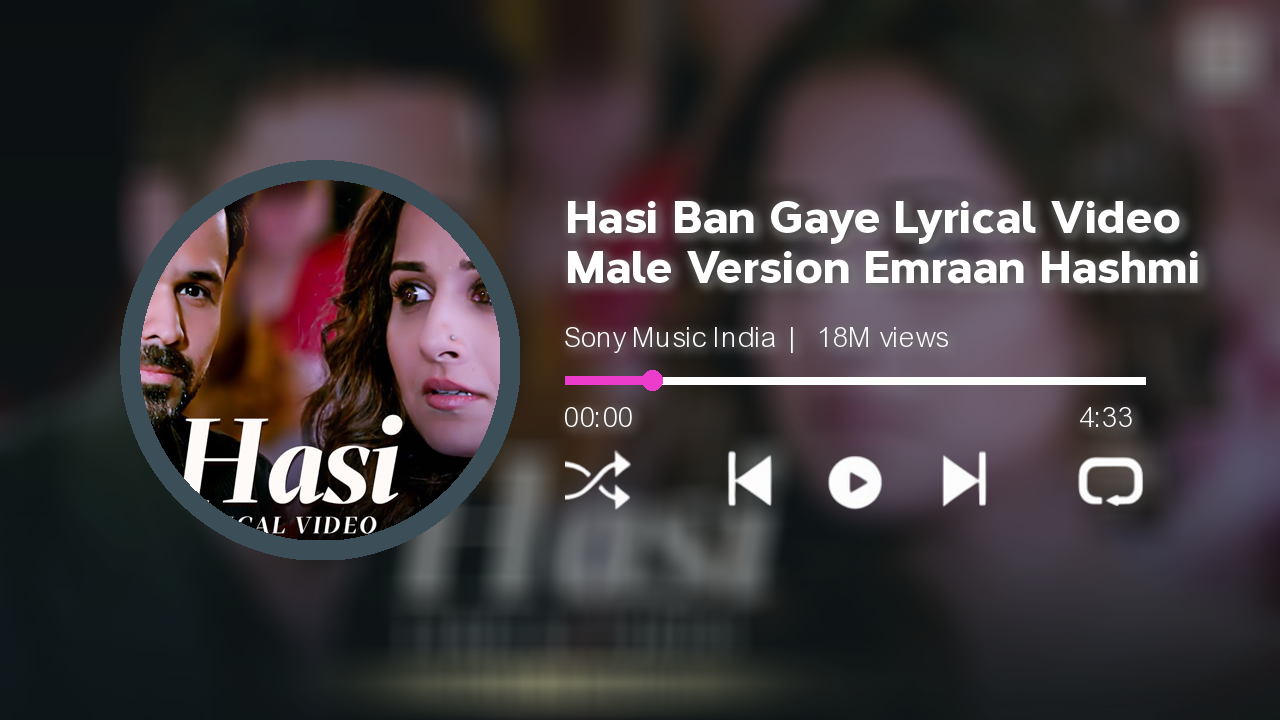 Hasi Ban Gaye Lyrical Video
Male Version Emraan Hashmi
Sony Music India | 18M views
00:00 4:33
Hasi
CAL VIDEO
Hasi